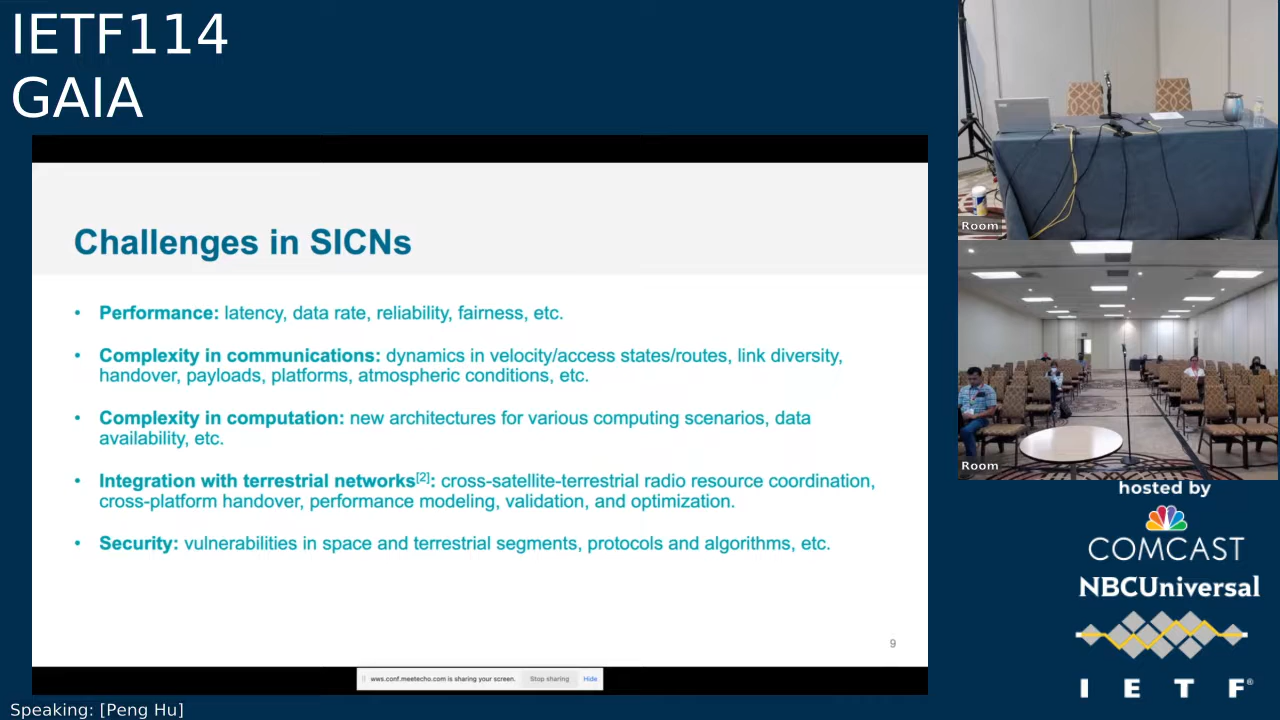 IETF114
GAIA
Challenges in SICNs
• Performance: latency, data rate, reliability, fairness, etc.
• Complexity in communications: dynamics in velocity/access states/routes, link diversity,
handover, payloads, platforms, atmospheric conditions, etc.
• Complexity in computation: new architectures for various computing scenarios, data
availability, etc.
• Integration with terrestrial networks[2]: cross-satellite-terrestrial radio resource coordination,
cross-platform handover, performance modeling, validation, and optimization.
• Security: vulnerabilities in space and terrestrial segments, protocols and algorithms, etc.
9
wws.conf.meetecho.com is sharing your screen. Stop sharing Hide
Speaking: [Peng Hu]
Room
Room
hosted by
COMCAST
NBCUniversal
I E T F®